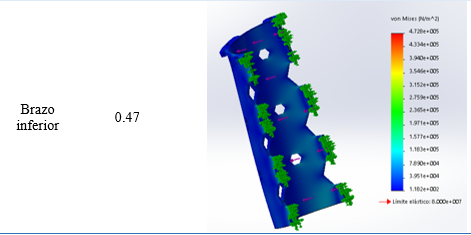 von Mises (N/m^2)
4.728e+005
4.334e+005
3.940e+005
3.546e+005
3.152e+005
2.759e+005
2.365e+005
1.971e+005
1.577e+005
1.183e+005
7.890e+004
3.951e+004
1.182e+002
Límite elástico: 8.000e+007
Brazo
inferior
0.47